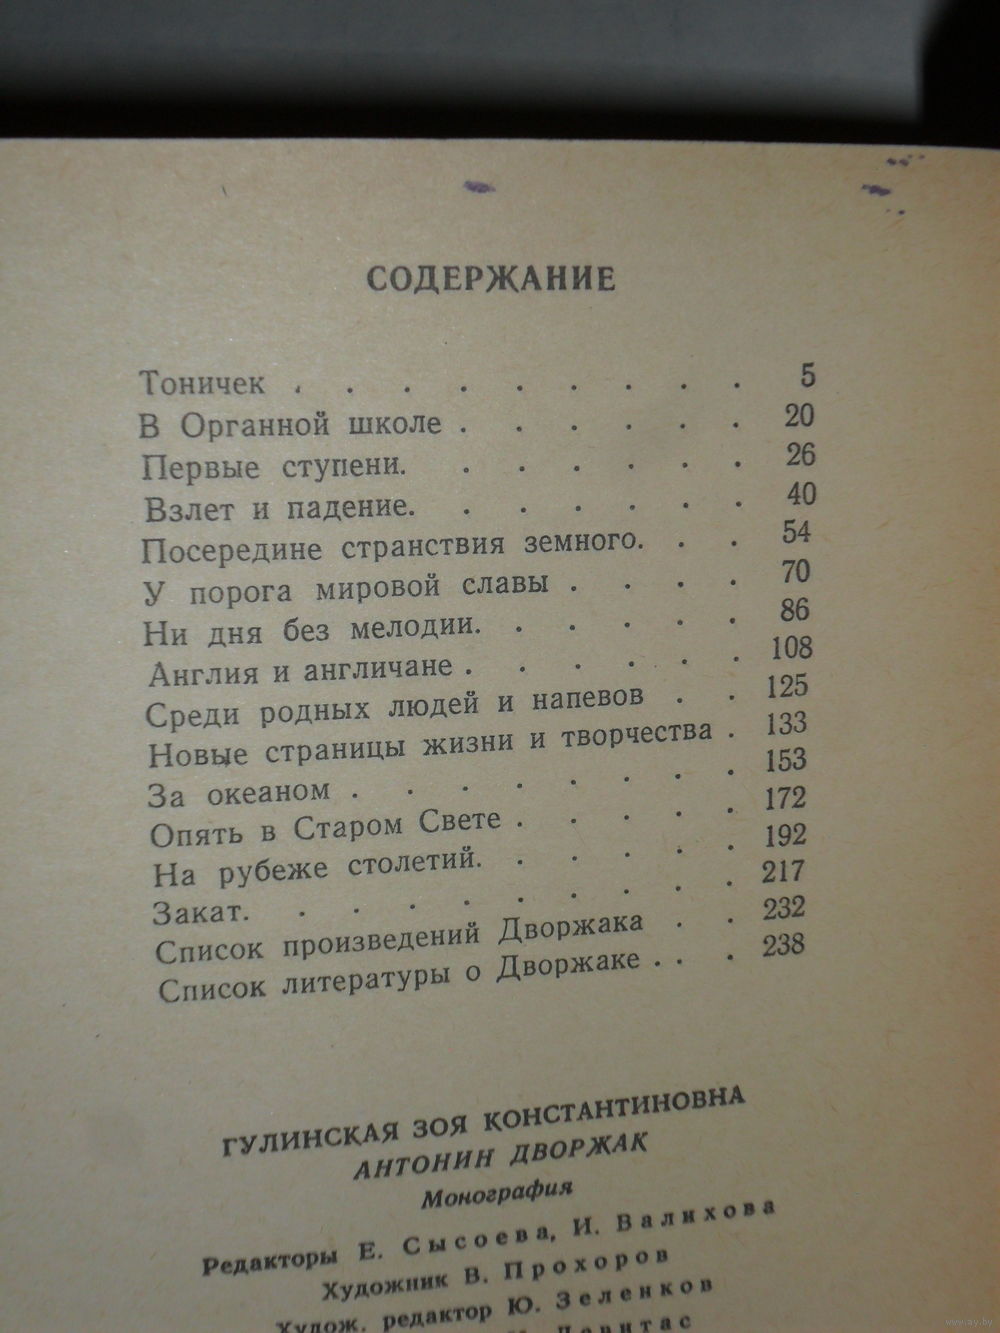 СОДЕРЖАНИЕ
Тоничек . . . . . . . . . 5
В Органной школе . . . . . . 20
Первые ступени. . . . . . . 26
Взлет и падение. . . . . . . 40
Посередине странствия земного. . . 54
У порога мировой славы . . . . 70
Ни дня без мелодии. . . . . . 86
Англия и англичане . . . . . . 108
Среди родных людей и напевов . . 125
Новые страницы жизни и творчества . 133
За океаном . . . . . . . . 153
Опять в Старом Свете . . . . . 172
На рубеже столетий. . . . . . 192
Закат. . . . . . . . . . 217
Список произведений Дворжака . . 232
Список литературы о Дворжаке . . . 238
ГУЛИНСКАЯ ЗОЯ КОНСТАНТИНОВНА
АНТОНИН ДВОРЖАК
Монография
Редакторы Е. Сысоева, И. Валихова
Художник В. Прохоров
Худож. редактор Ю. Зеленков
www.ay.by